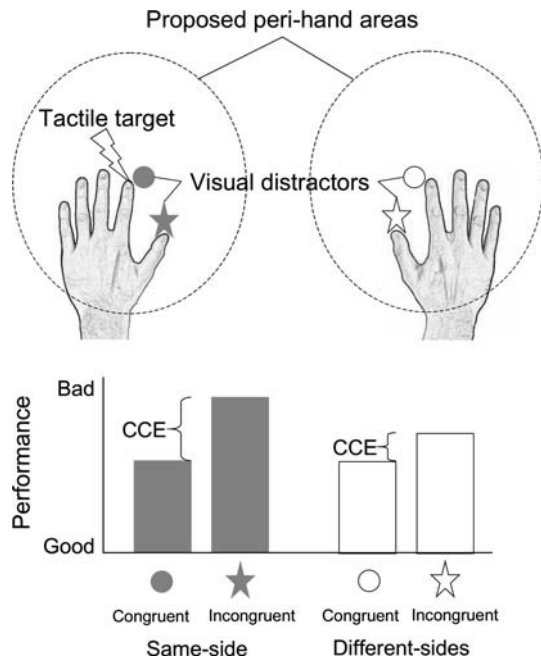 Proposed peri-hand areas
Tactile target
Visual distractors
Bad
CCE
CCE
Performance
Good
Congruent Incongruent Congruent Incongruent
Same-side Different-sides